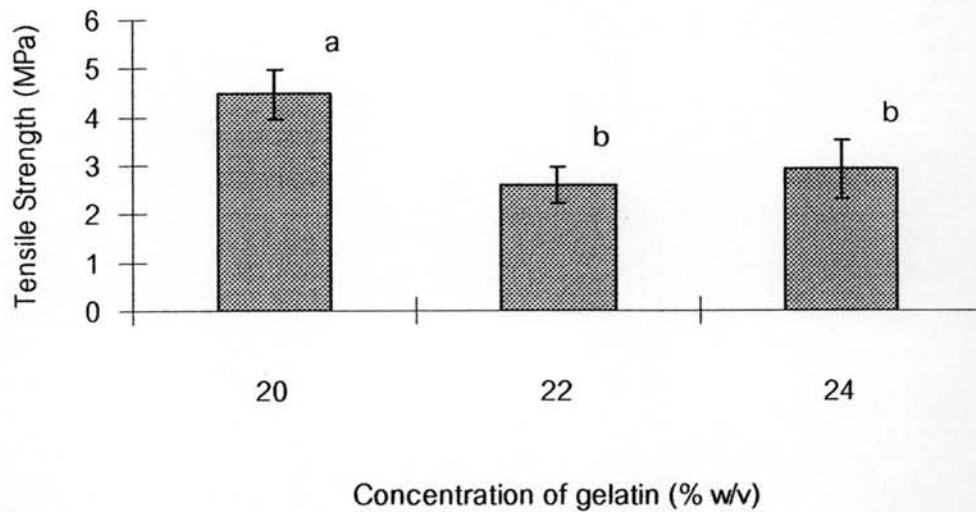 Tensile Strength (MPa)
6
5
4
3
2
1
0
a
b
b
20 22 24
Concentration of gelatin (% w/v)